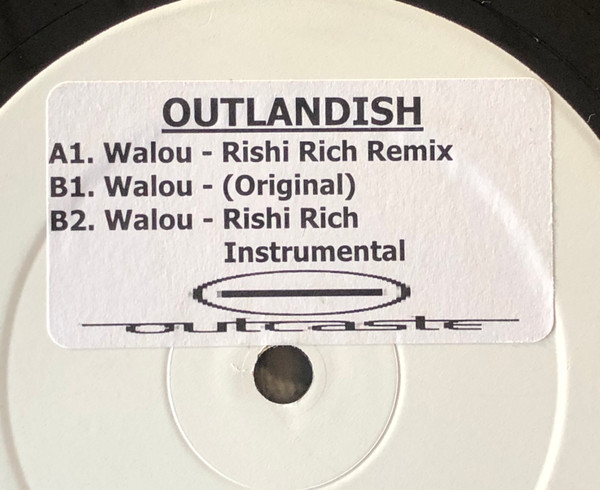 OUTLANDISH
A1. Walou - Rishi Rich Remix
B1. Walou - (Original)
B2. Walou - Rishi Rich
Instrumental
outcaste